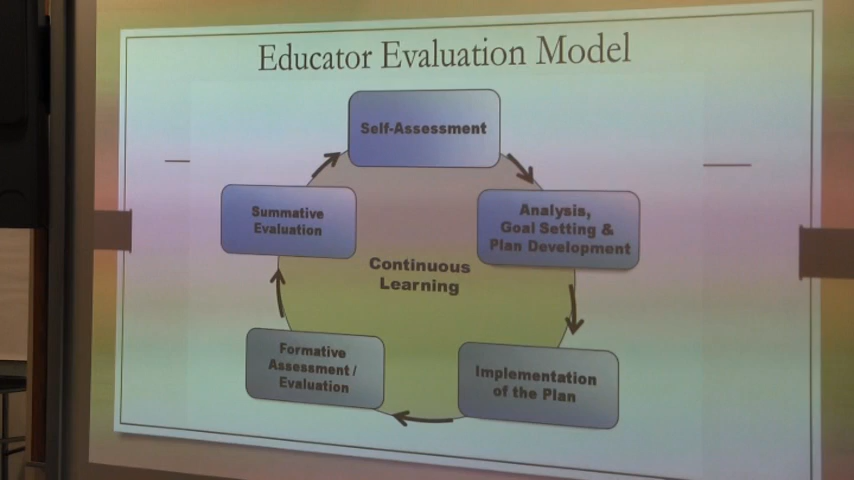 Educator Evaluation Model
Self-Assessment
Analysis,
Goal Setting &
Plan Development
Implementation
of the Plan
Formative
Assessment /
Evaluation
Summative
Evaluation
Continuous
Learning